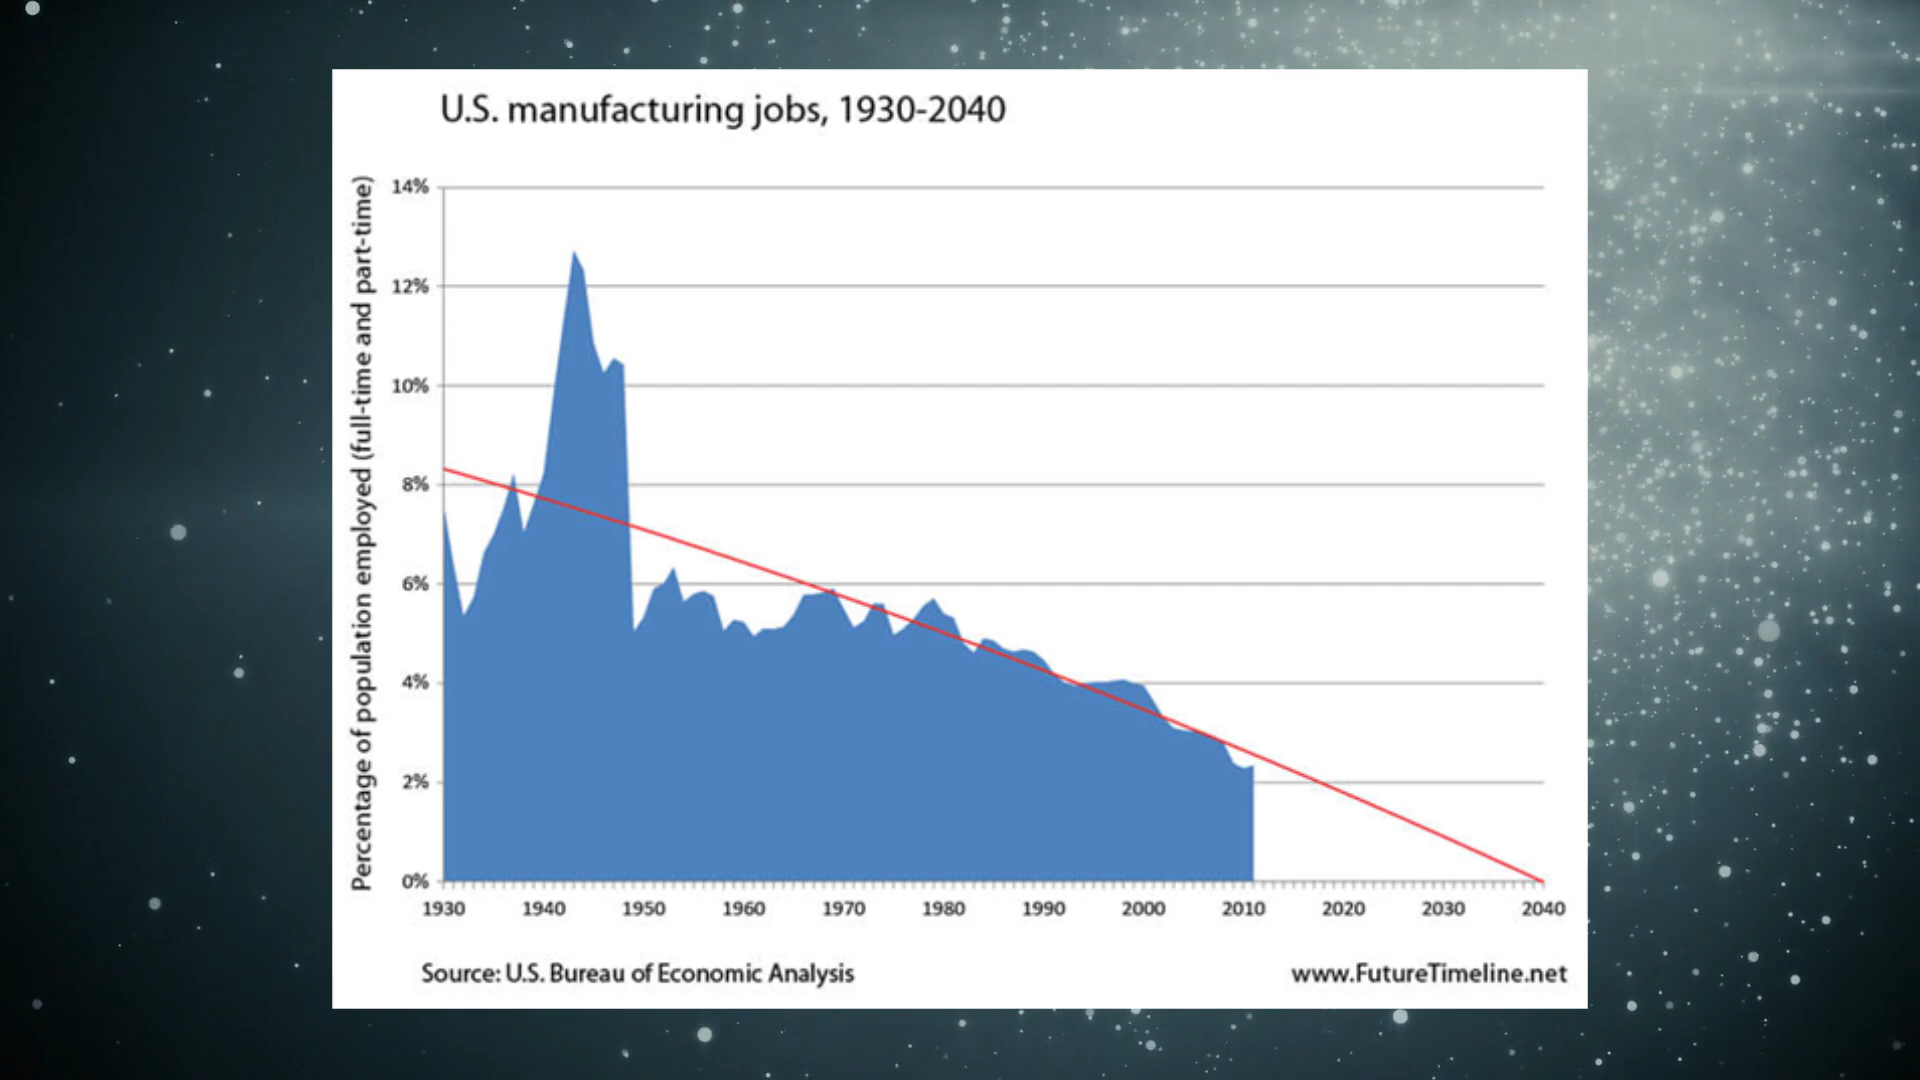 U.S. manufacturing jobs, 1930-2040
Percentage of population employed (full-time and part-time)
14%
12%
10%
8%
6%
4%
2%
0%
1930 1940 1950 1960 1970 1980 1990 2000 2010 2020 2030 2040
Source: U.S. Bureau of Economic Analysis
www.FutureTimeline.net